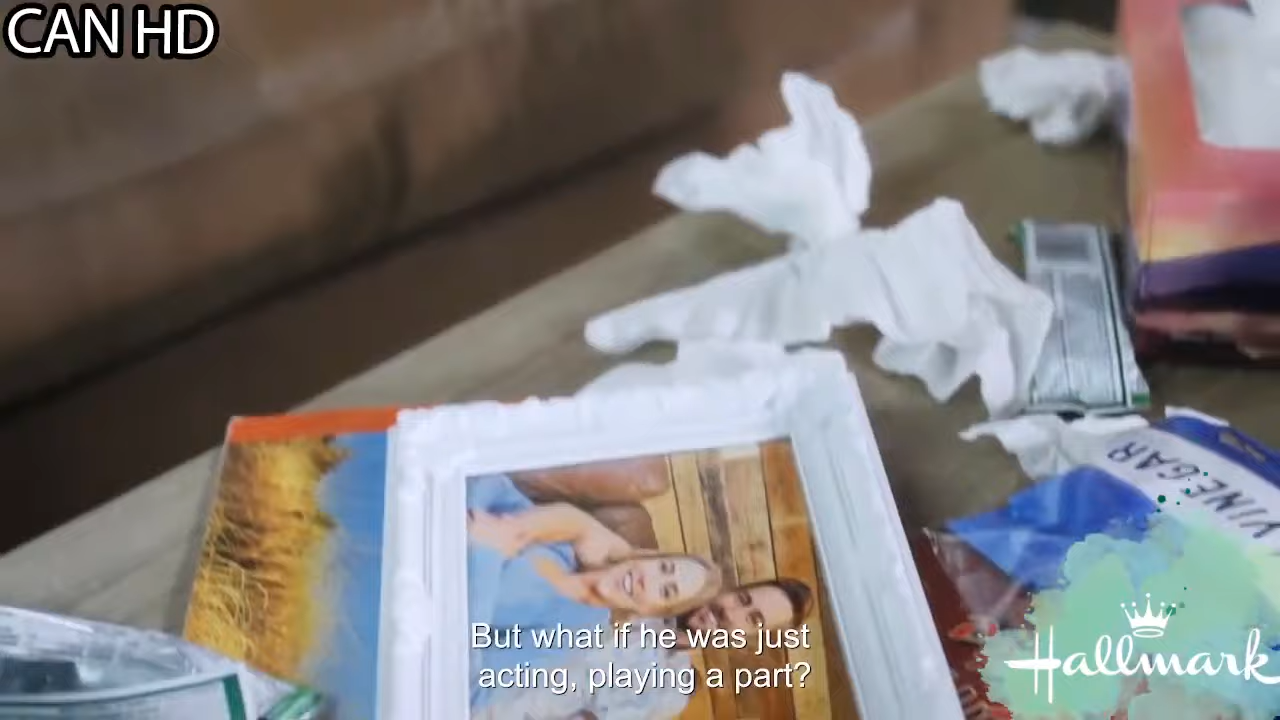 CAN HD
VINEGAR
But what if he was just
acting, playing a part?
Hallmark